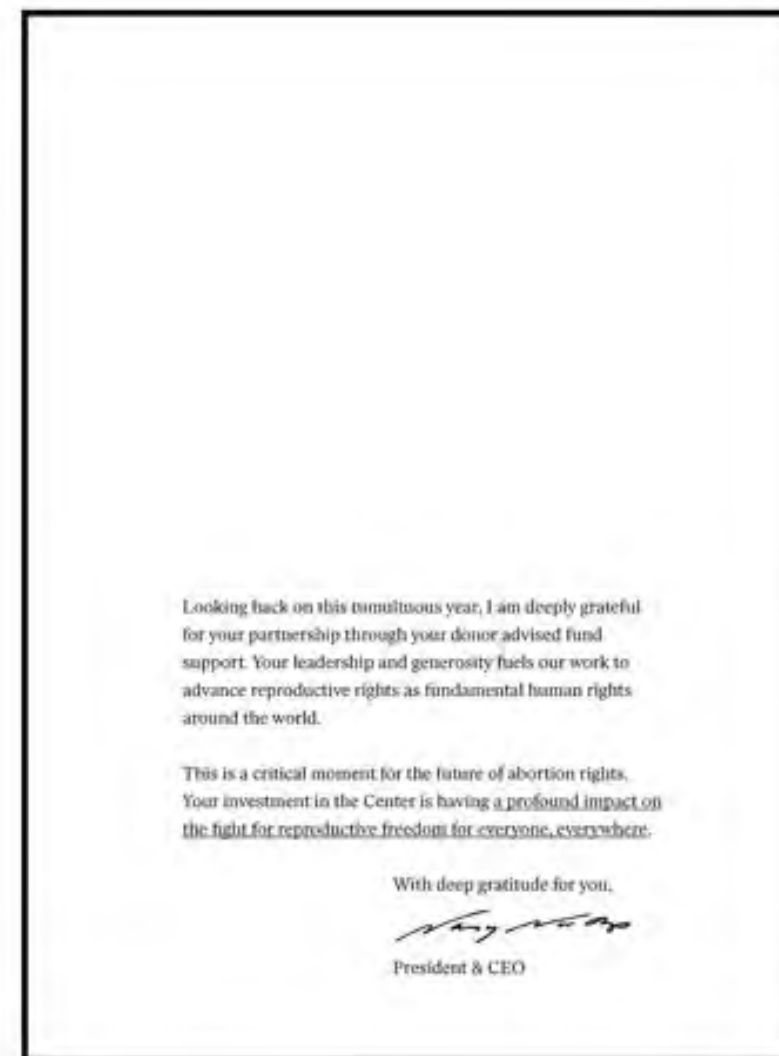 Looking back on this tumultuous year, I am deeply grateful
for your partnership through your donor advised fund
support. Your leadership and generosity fuels our work to
advance reproductive rights as fundamental human rights
around the world.
This is a critical moment for the future of abortion rights.
Your investment in the Center is having a profound impact on
the fight for reproductive freedom for everyone, everywhere.
With deep gratitude for you,
President & CEO